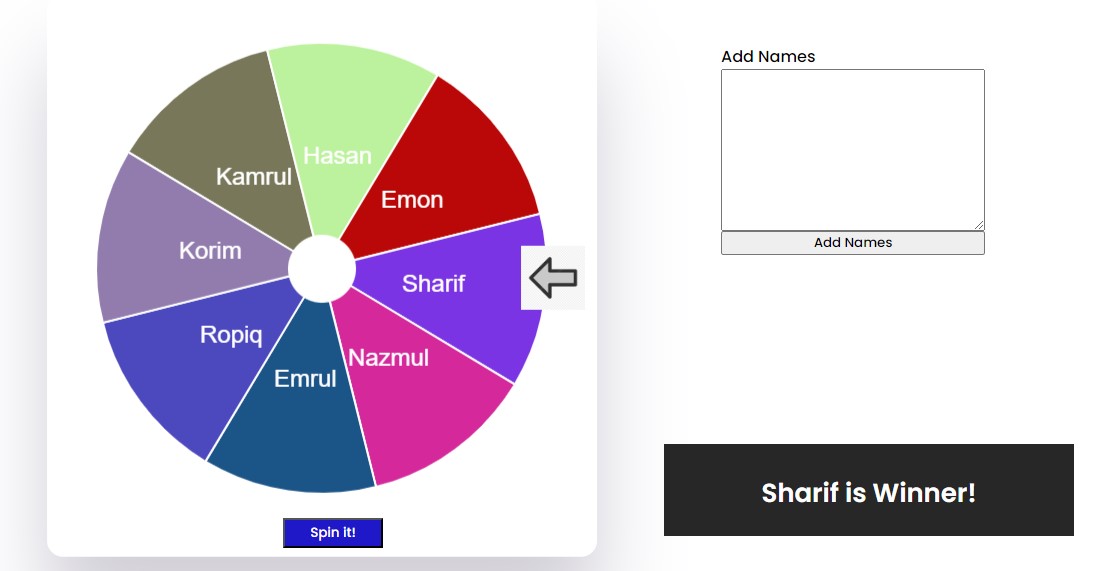 Hasan
Kamrul
Emon
Korim
Sharif
Ropiq
Nazmul
Emrul
Spin it!
Add Names
Add Names
Sharif is Winner!